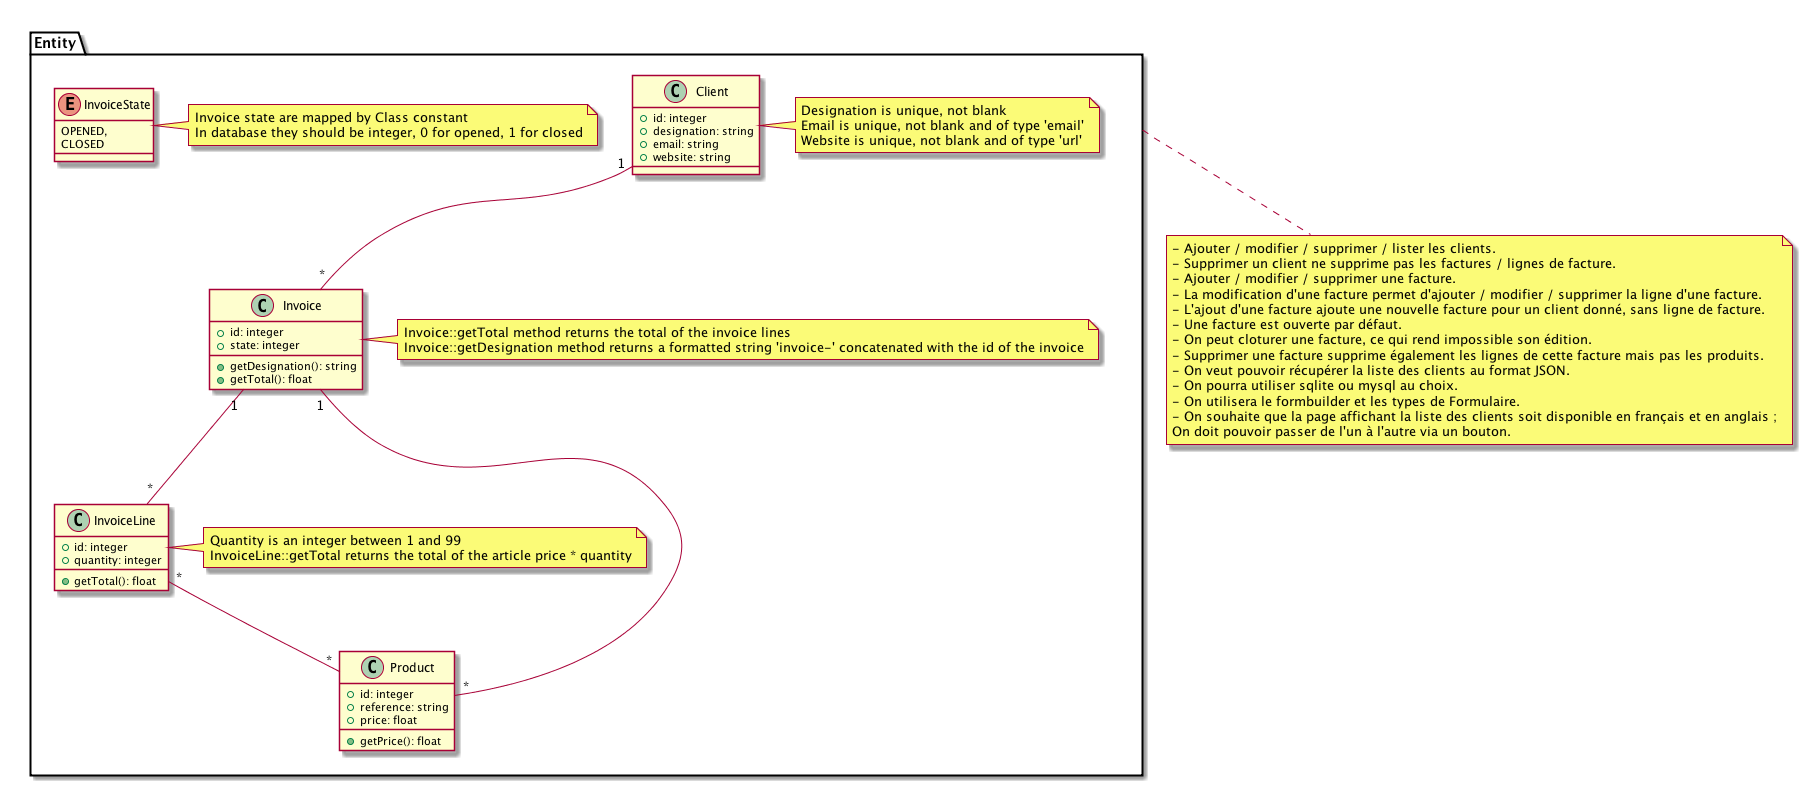 Entity
E InvoiceState
OPENED,
CLOSED
Invoice state are mapped by Class constant
In database they should be integer, 0 for opened, 1 for closed
C Client
id: integer
designation: string
email: string
website: string
Designation is unique, not blank
Email is unique, not blank and of type 'email'
Website is unique, not blank and of type 'url'
1
*
- Ajouter / modifier / supprimer / lister les clients.
- Supprimer un client ne supprime pas les factures / lignes de facture.
- Ajouter / modifier / supprimer une facture.
- La modification d'une facture permet d'ajouter / modifier / supprimer la ligne d'une facture.
- L'ajout d'une facture ajoute une nouvelle facture pour un client donné, sans ligne de facture.
- Une facture est ouverte par défaut.
- On peut cloturer une facture, ce qui rend impossible son édition.
- Supprimer une facture supprime également les lignes de cette facture mais pas les produits.
- On veut pouvoir récupérer la liste des clients au format JSON.
- On pourra utiliser sqlite ou mysql au choix.
- On utilisera le formbuilder et les types de Formulaire.
- On souhaite que la page affichant la liste des clients soit disponible en français et en anglais ;
On doit pouvoir passer de l'un à l'autre via un bouton.
C Invoice
id: integer
state: integer
getDesignation(): string
getTotal(): float
Invoice::getTotal method returns the total of the invoice lines
Invoice::getDesignation method returns a formatted string 'invoice-' concatenated with the id of the invoice
1
1
*
C InvoiceLine
id: integer
quantity: integer
getTotal(): float
Quantity is an integer between 1 and 99
InvoiceLine::getTotal returns the total of the article price * quantity
*
*
*
C Product
id: integer
reference: string
price: float
getPrice(): float